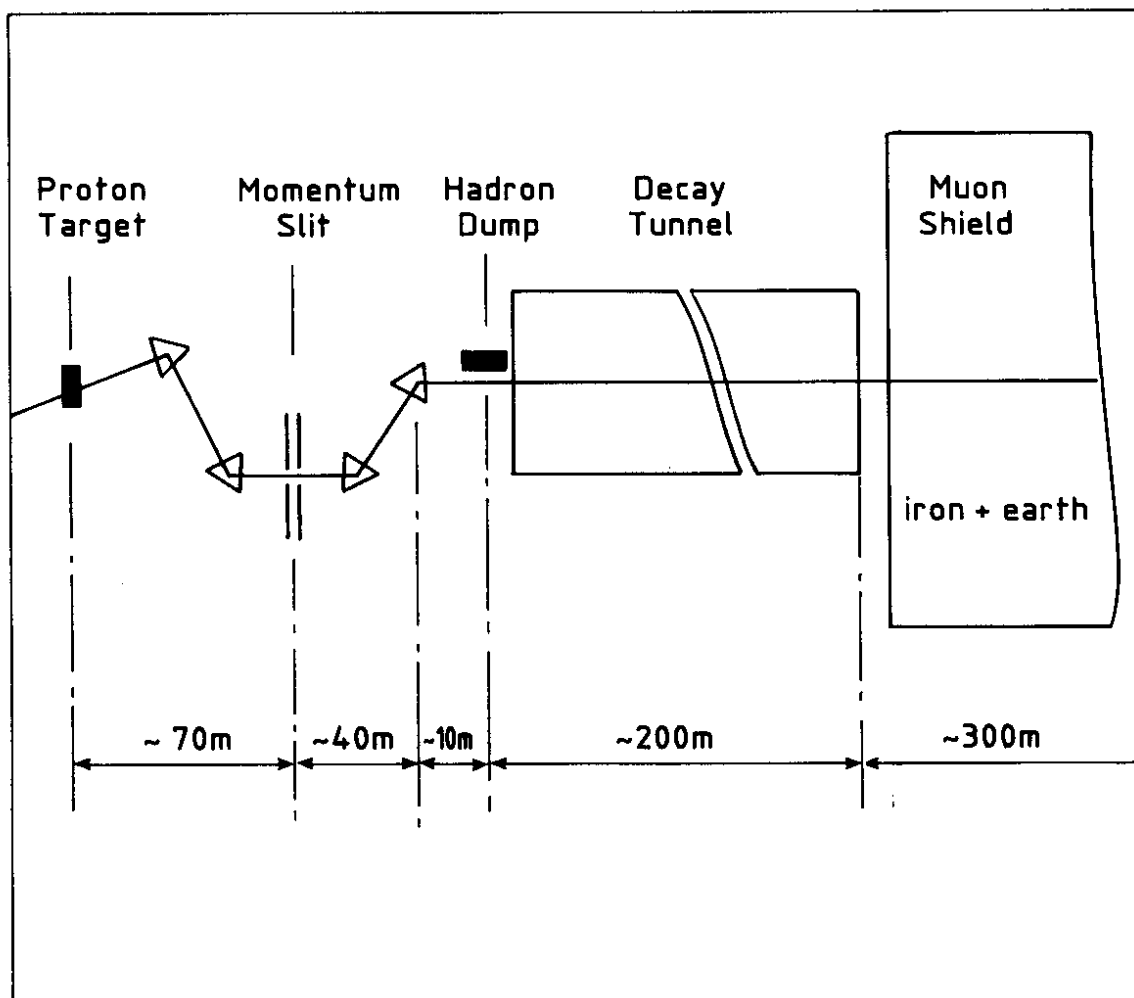 Proton
Target
Momentum
Slit
Hadron
Dump
Decay
Tunnel
Muon
Shield
iron + earth
~ 70m
~40m
~10m
~200m
~300m